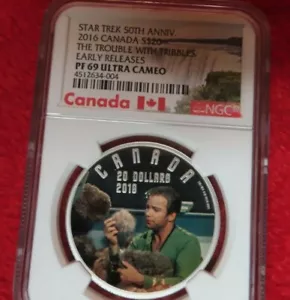 STAR TREK 50TH ANNIV.
2016 CANADA S$20
THE TROUBLE WITH TRIBBLES
EARLY RELEASES
PF 69 ULTRA CAMEO
4512634-004
Canada
NGC
CANADA
20 DOLLARS
2016